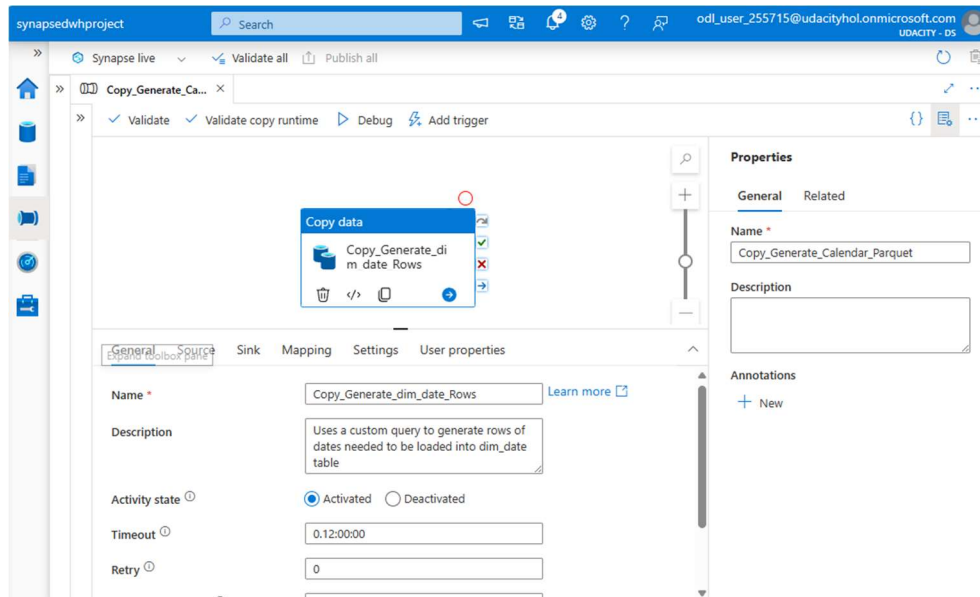 synapsedwhproject
Search
4
?
odl_user_255715@udacityhol.onmicrosoft.com
UDACITY - DS
Synapse live
Validate all
Publish all
Copy_Generate_Ca...
Validate
Validate copy runtime
Debug
Add trigger
{}
Copy data
Copy_Generate_di
m_date_Rows
General Source Sink Mapping Settings User properties
Expand toolbox pane
Name *
Copy_Generate_dim_date_Rows
Learn more
Description
Uses a custom query to generate rows of
dates needed to be loaded into dim_date
table
Activity state
Activated
Deactivated
Timeout
0.12:00:00
Retry
0
Properties
General Related
Name *
Copy_Generate_Calendar_Parquet
Description
Annotations
New